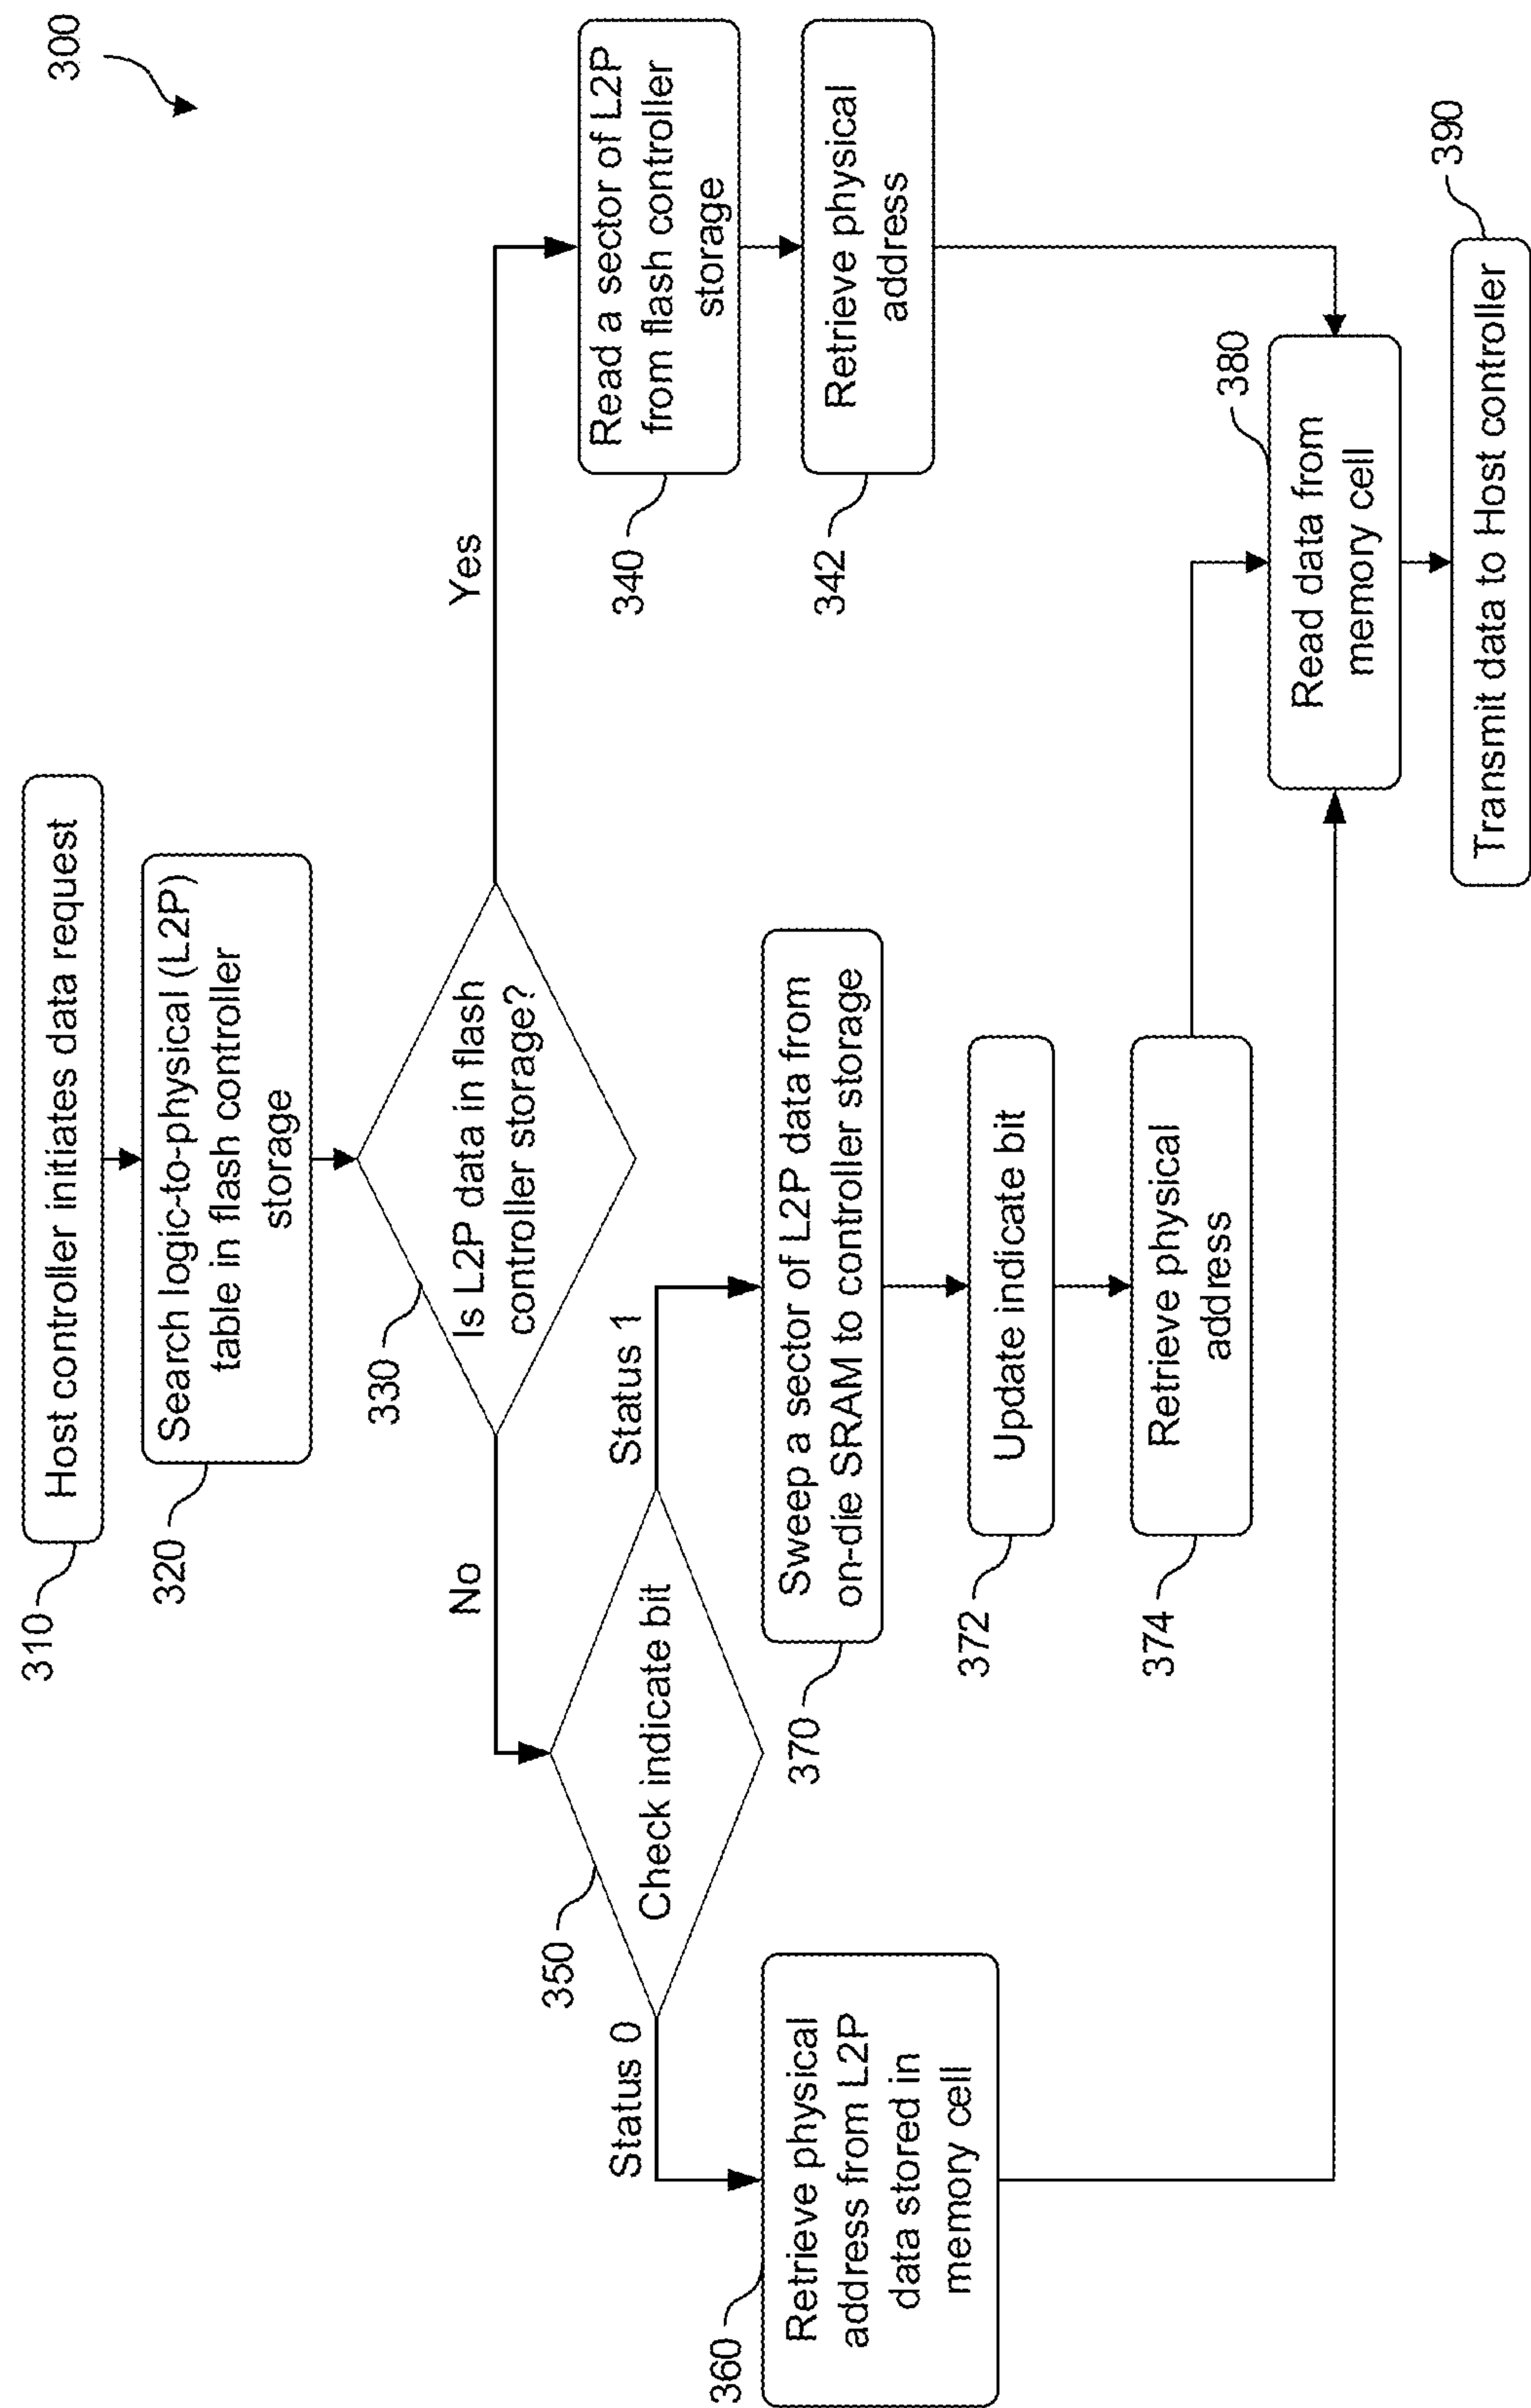 300
310
Host controller initiates data request
320
Search logic-to-physical (L2P)
table in flash controller
storage
330
Is L2P data in flash
controller storage?
No
Yes
340
Read a sector of L2P
from flash controller
storage
342
Retrieve physical
address
350
Check indicate bit
Status 0
Status 1
360
Retrieve physical
address from L2P
data stored in
memory cell
370
Sweep a sector of L2P data from
on-die SRAM to controller storage
372
Update indicate bit
374
Retrieve physical
address
380
Read data from
memory cell
390
Transmit data to Host controller